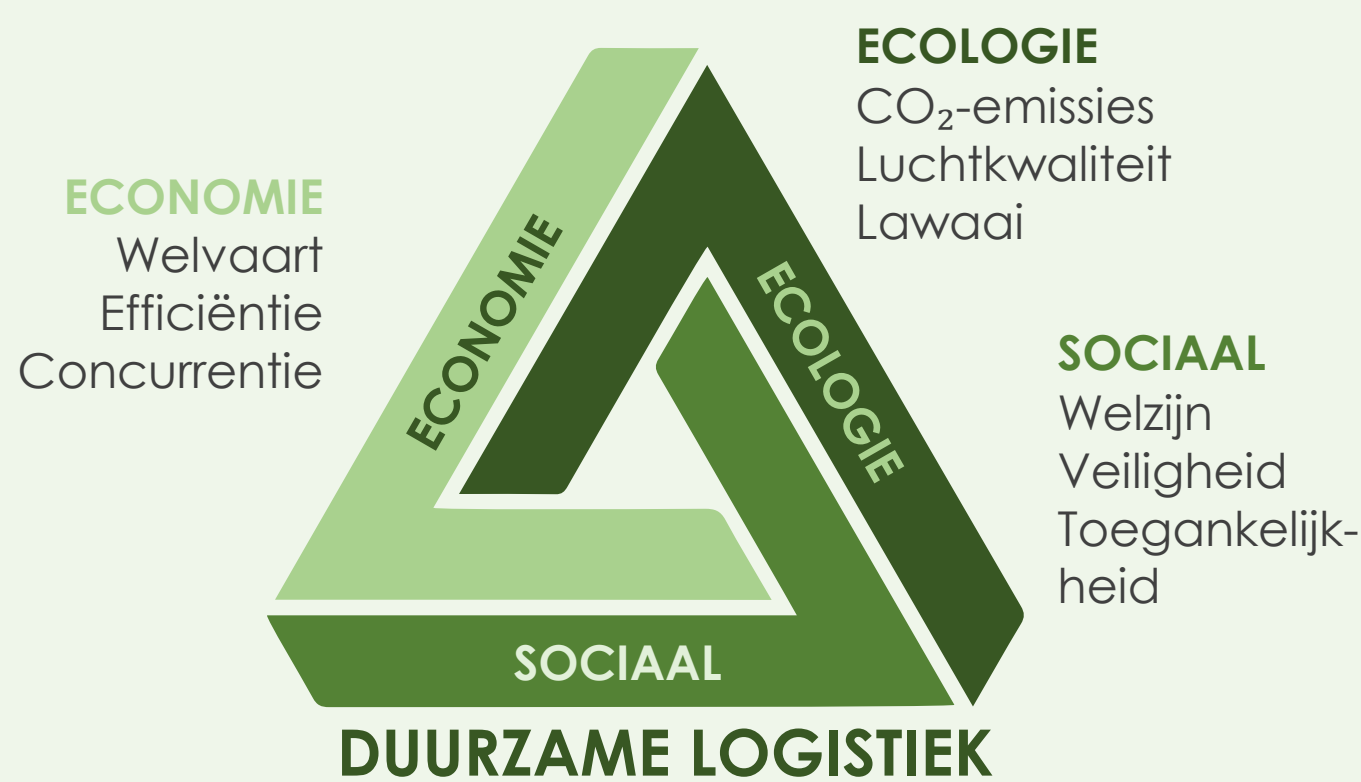 ECOLOGIE
CO₂-emissies
Luchtkwaliteit
Lawaai
ECONOMIE
Welvaart
Efficiëntie
Concurrentie
ECONOMIE
ECOLOGIE
SOCIAAL
Welzijn
Veiligheid
Toegankelijk-
heid
SOCIAAL
DUURZAME LOGISTIEK